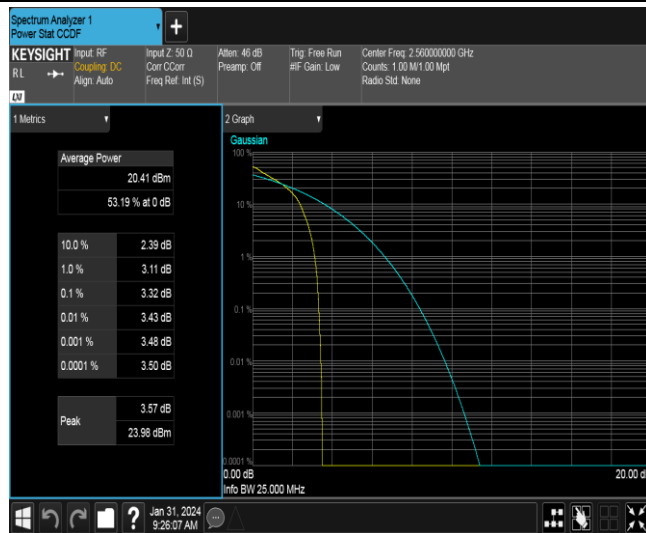 Spectrum Analyzer 1
Power Stat CCDF
KEYSIGHT
RL
Input: RF
Coupling: DC
Align: Auto
Input Z: 50 Ω
Corr CCorr
Freq Ref: Int (S)
Atten: 46 dB
Preamp: Off
Trig: Free Run
#IF Gain: Low
Center Freq: 2.560000000 GHz
Counts: 1.00 M/1.00 Mpt
Radio Std: None
1 Metrics
Average Power
20.41 dBm
53.19 % at 0 dB
10.0 % 2.39 dB
1.0 % 3.11 dB
0.1 % 3.32 dB
0.01 % 3.43 dB
0.001 % 3.48 dB
0.0001 % 3.50 dB
Peak
3.57 dB
23.98 dBm
2 Graph
Gaussian
100 %
10 %
1 %
0.1 %
0.01 %
0.001 %
0.0001 %
0.00 dB
20.00 d
Info BW 25.000 MHz
?
Jan 31, 2024
9:26:07 AM